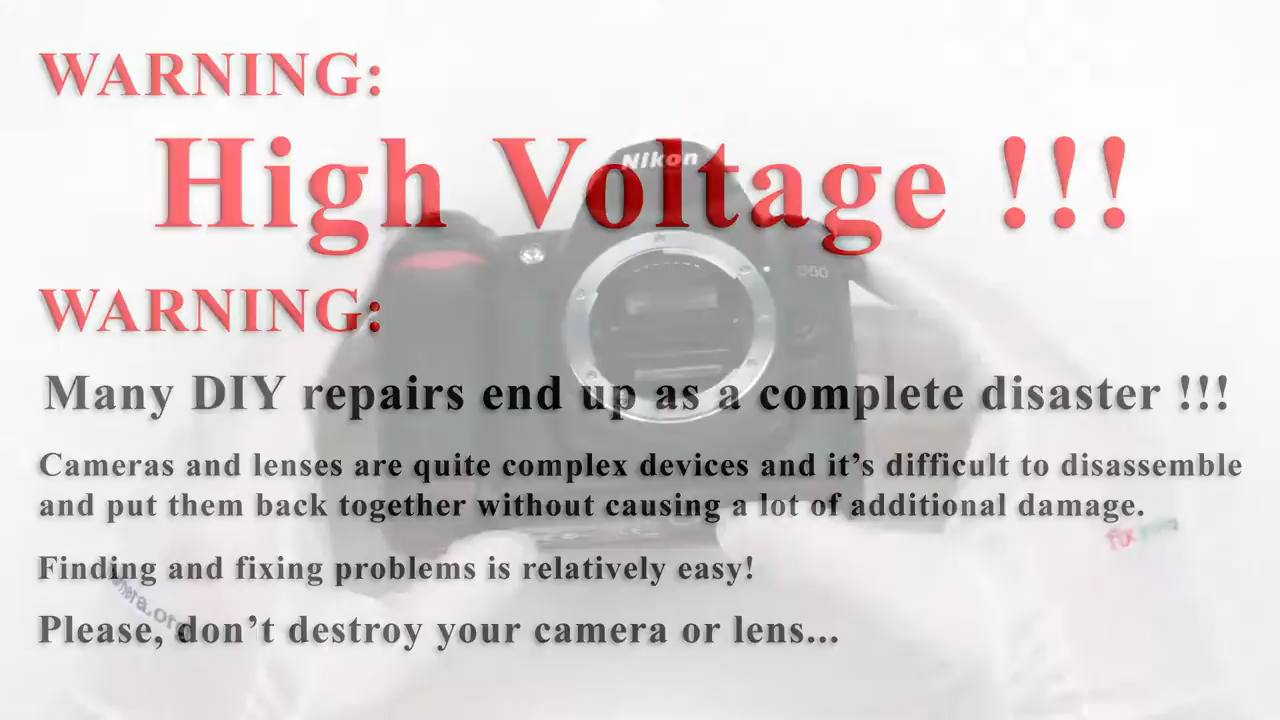 WARNING:
High Voltage !!!
Nikon
D50
WARNING:
Many DIY repairs end up as a complete disaster !!!
Cameras and lenses are quite complex devices and it’s difficult to disassemble
and put them back together without causing a lot of additional damage.
Finding and fixing problems is relatively easy!
Please, don’t destroy your camera or lens...